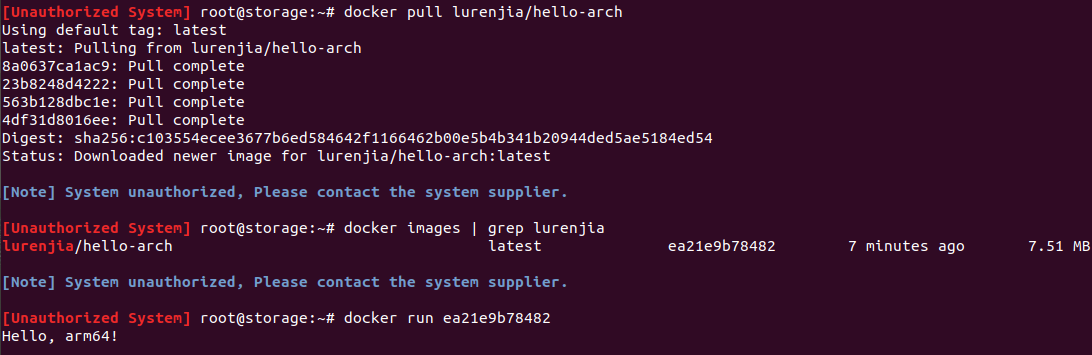 [Unauthorized System] root@storage:~# docker pull lurenjia/hello-arch
Using default tag: latest
latest: Pulling from lurenjia/hello-arch
8a0637ca1ac9: Pull complete
23b8248d4222: Pull complete
563b128dbc1e: Pull complete
4df31d8016ee: Pull complete
Digest: sha256:c103554ecee3677b6ed584642f1166462b00e5b4b341b20944ded5ae5184ed54
Status: Downloaded newer image for lurenjia/hello-arch:latest
[Note] System unauthorized, Please contact the system supplier.
[Unauthorized System] root@storage:~# docker images | grep lurenjia
lurenjia/hello-arch latest ea21e9b78482 7 minutes ago 7.51 MB
[Note] System unauthorized, Please contact the system supplier.
[Unauthorized System] root@storage:~# docker run ea21e9b78482
Hello, arm64!